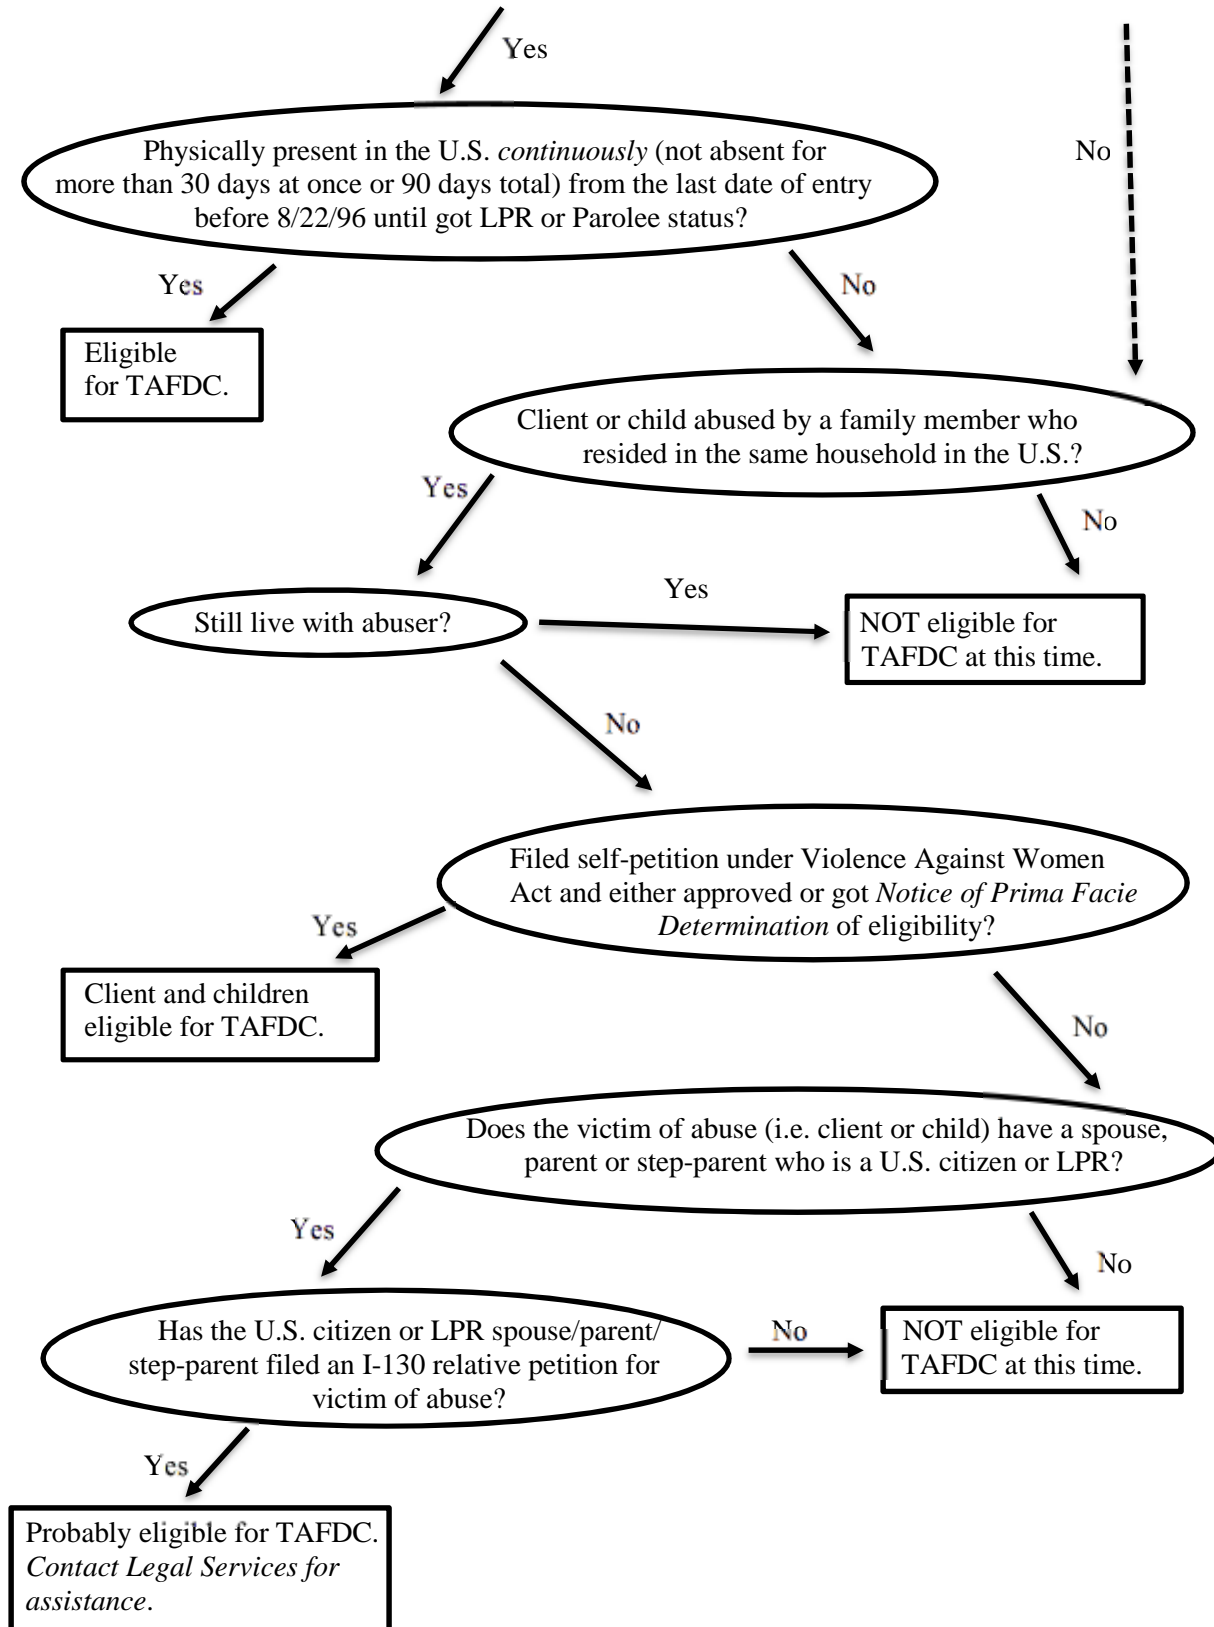 Yes
No
Physically present in the U.S. continuously (not absent for
more than 30 days at once or 90 days total) from the last date of entry
before 8/22/96 until got LPR or Parolee status?
Yes
No
Eligible
for TAFDC.
Client or child abused by a family member who
resided in the same household in the U.S.?
Yes
No
Still live with abuser?
Yes
NOT eligible for
TAFDC at this time.
No
Filed self-petition under Violence Against Women
Act and either approved or got Notice of Prima Facie
Determination of eligibility?
Yes
Client and children
eligible for TAFDC.
No
Does the victim of abuse (i.e. client or child) have a spouse,
parent or step-parent who is a U.S. citizen or LPR?
Yes
No
Has the U.S. citizen or LPR spouse/parent/
step-parent filed an I-130 relative petition for
victim of abuse?
No
NOT eligible for
TAFDC at this time.
Yes
Probably eligible for TAFDC.
Contact Legal Services for
assistance.